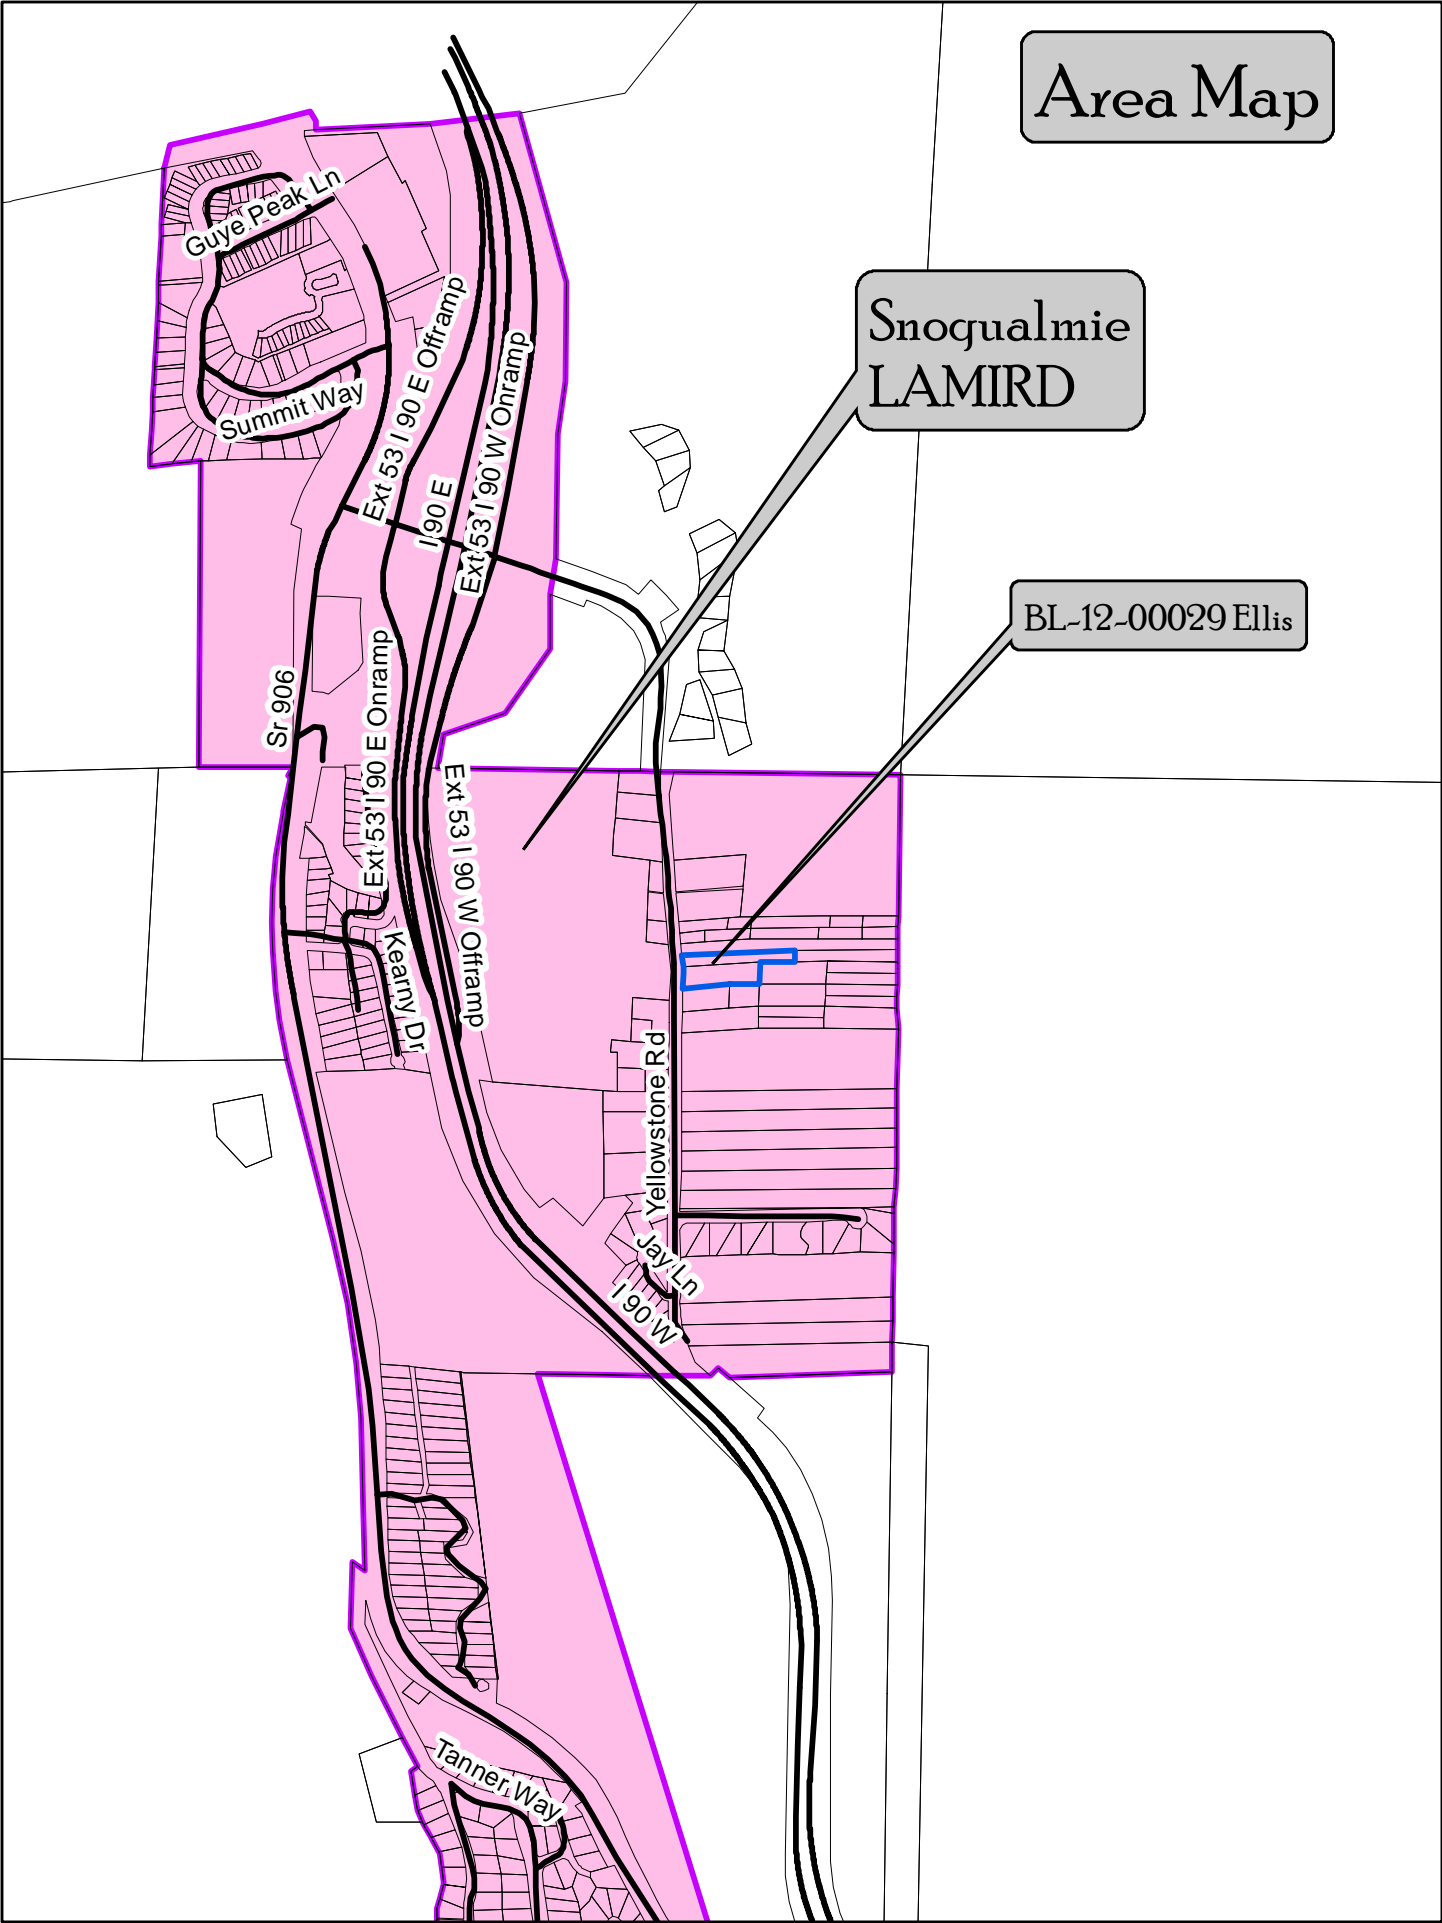 Area Map
Guye Peak Ln
Snoqualmie
LAMIRD
Ext 53 I 90 E Offramp
Ext 53 I 90 W Onramp
Summit Way
I 90 E
BL-12-00029 Ellis
Sr 906
Ext 53 I 90 E Onramp
Ext 53 I 90 W Offramp
Kearny Dr
Yellowstone Rd
Jay Ln
I 90 W
Tanner Way